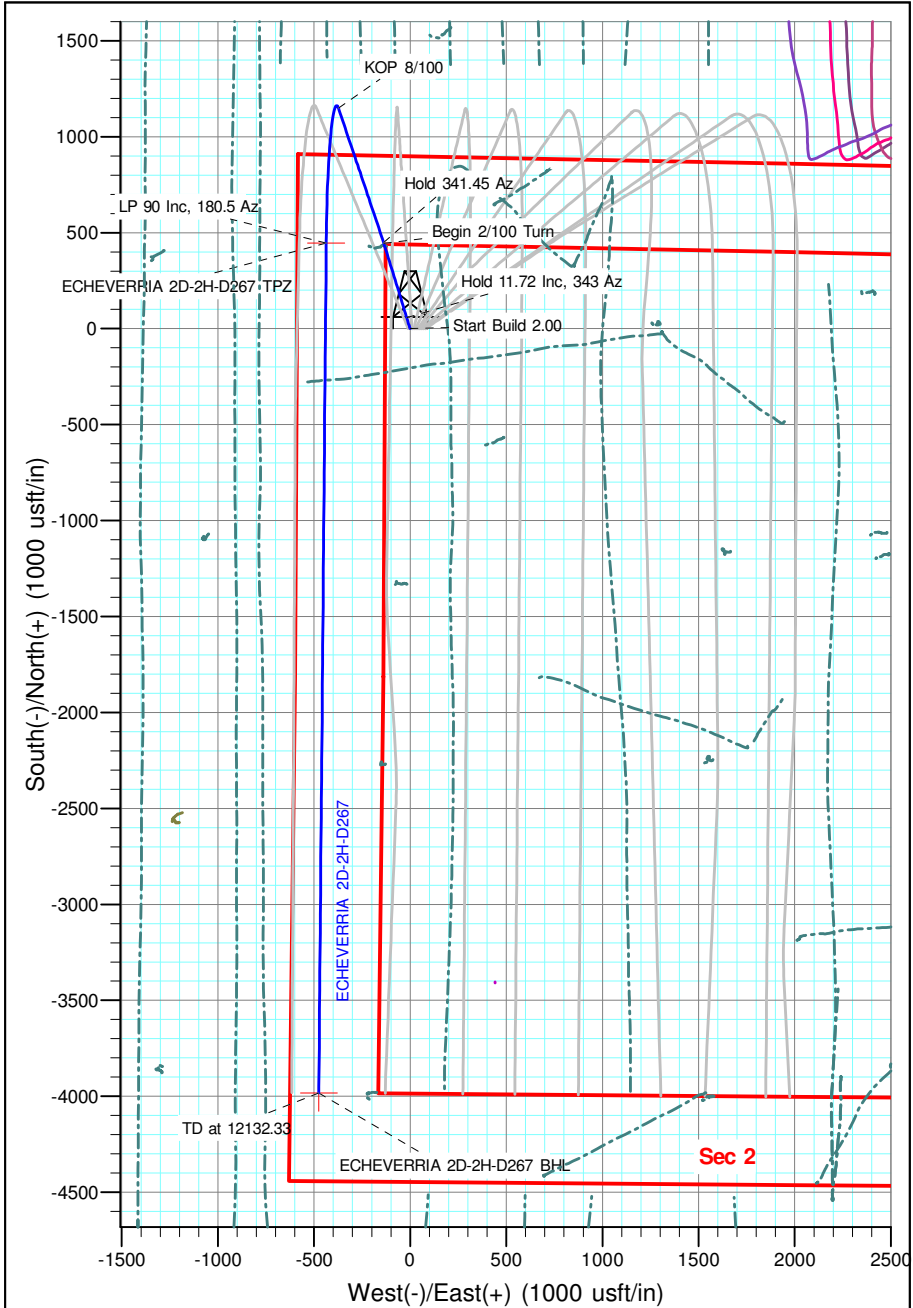 1500
1000
500
0
-500
-1000
-1500
-2000
-2500
-3000
-3500
-4000
-4500
South(-)/North(+) (1000 usft/in)
KOP 8/100
Hold 341.45 Az
LP 90 Inc, 180.5 Az
Begin 2/100 Turn
ECHEVERRIA 2D-2H-D267 TPZ
Hold 11.72 Inc, 343 Az
Start Build 2.00
ECHEVERRIA 2D-2H-D267
TD at 12132.33
ECHEVERRIA 2D-2H-D267 BHL
Sec 2
-1500
-1000
-500
0
500
1000
1500
2000
2500
West(-)/East(+) (1000 usft/in)